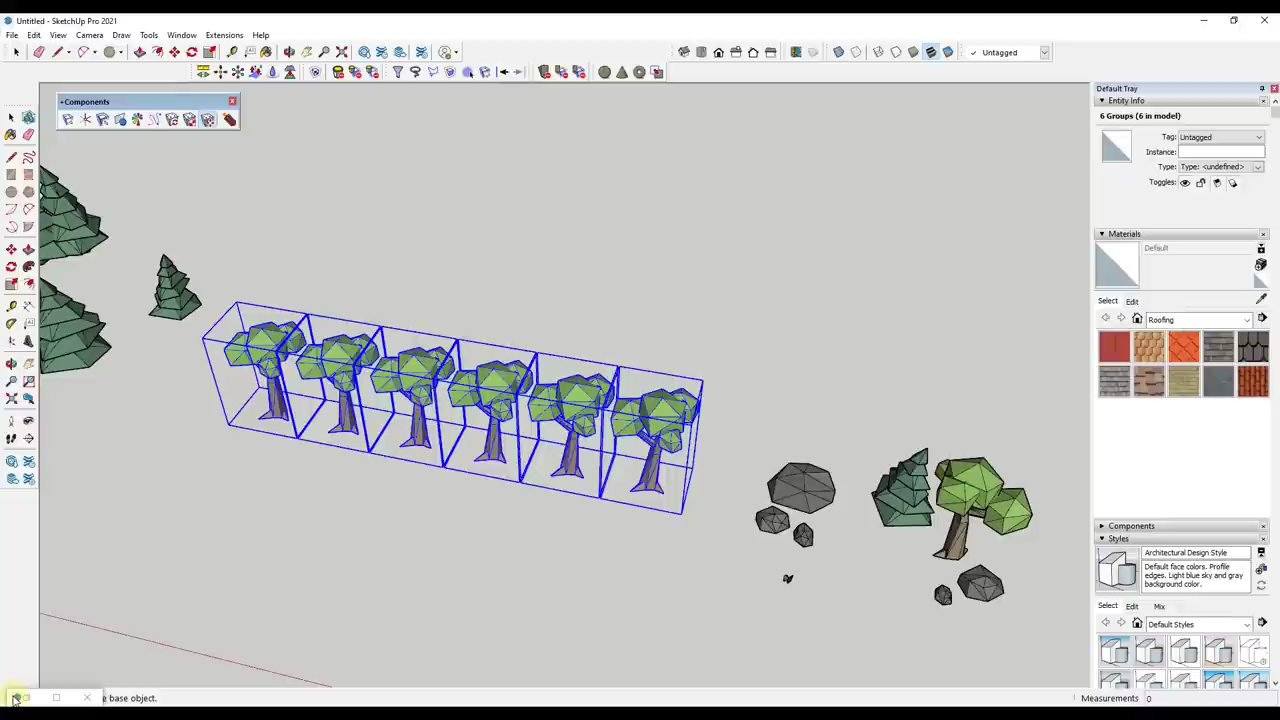 Untitled - SketchUp Pro 2021
File Edit View Camera Draw Tools Window Extensions Help
Untagged
+Components
Default Tray
Entity Info
6 Groups (6 in model)
Tag: Untagged
Instance:
Type: Type: <undefined>
Toggles:
Materials
Default
Select Edit
Roofing
Components
Styles
Architectural Design Style
Default face colors. Profile
edges. Light blue sky and gray
background color.
Select Edit Mix
Default Styles
base object.
Measurements 0